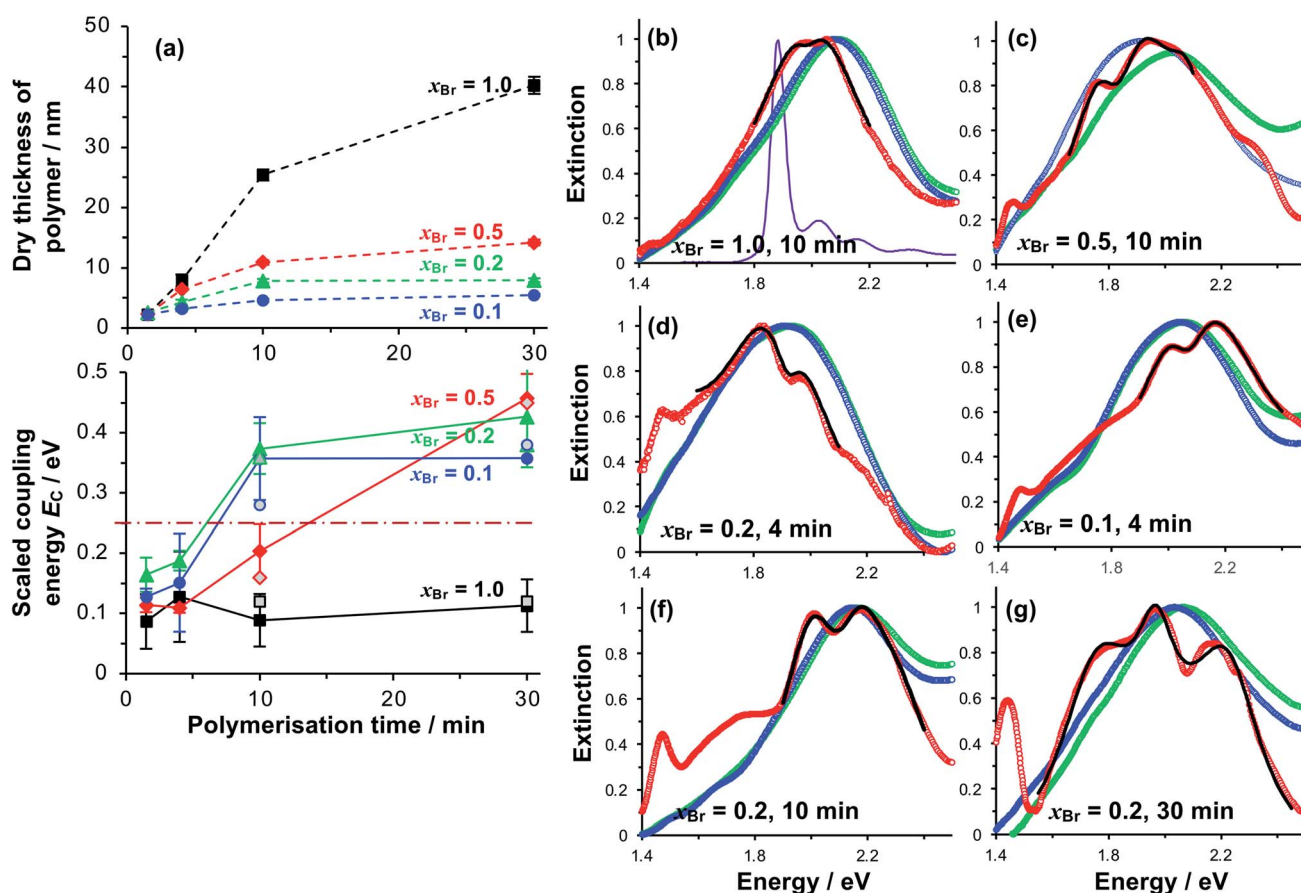 (a)
Dry thickness of
polymer / nm
50
40
30
20
10
0
xBr = 1.0
xBr = 0.5
xBr = 0.2
xBr = 0.1
0
10
20
30
Scaled coupling
energy EC / eV
0.5
0.4
0.3
0.2
0.1
0
xBr = 0.5
xBr = 0.2
xBr = 0.1
xBr = 1.0
0
10
20
30
Polymerisation time / min
(b)
Extinction
1
0.8
0.6
0.4
0.2
0
xBr = 1.0, 10 min
1.4
1.8
2.2
(c)
1
0.8
0.6
0.4
0.2
0
xBr = 0.5, 10 min
1.4
1.8
2.2
(d)
1
0.8
0.6
0.4
0.2
0
xBr = 0.2, 4 min
1.4
1.8
2.2
(e)
1
0.8
0.6
0.4
0.2
0
xBr = 0.1, 4 min
1.4
1.8
2.2
(f)
Extinction
1
0.8
0.6
0.4
0.2
0
xBr = 0.2, 10 min
1.4
1.8
2.2
Energy / eV
(g)
1
0.8
0.6
0.4
0.2
0
xBr = 0.2, 30 min
1.4
1.8
2.2
Energy / eV